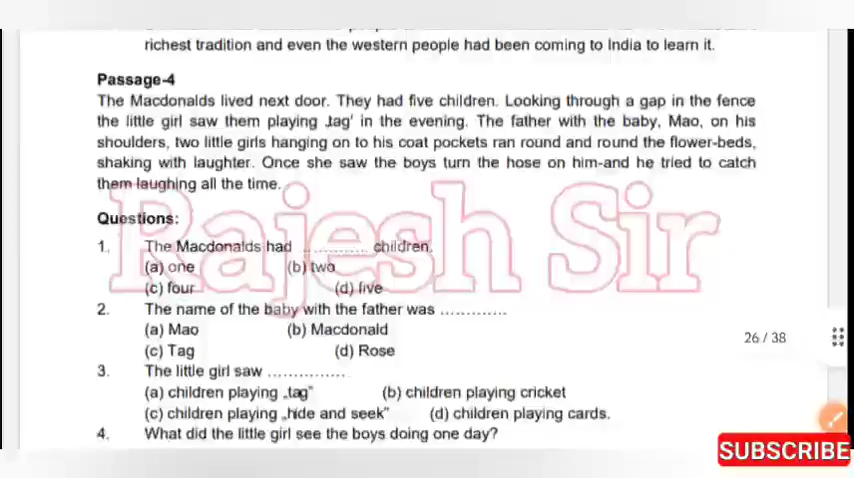 richest tradition and even the western people had been coming to India to learn it.
Passage-4
The Macdonalds lived next door. They had five children. Looking through a gap in the fence
the little girl saw them playing „tag' in the evening. The father with the baby, Mao, on his
shoulders, two little girls hanging on to his coat pockets ran round and round the flower-beds,
shaking with laughter. Once she saw the boys turn the hose on him-and he tried to catch
them laughing all the time.
Rajesh Sir
Questions:
1. The Macdonalds had ................ children.
(a) one (b) two
(c) four (d) five
2. The name of the baby with the father was .............
(a) Mao (b) Macdonald
(c) Tag (d) Rose
26 / 38
3. The little girl saw ...............
(a) children playing „tag" (b) children playing cricket
(c) children playing „hide and seek" (d) children playing cards.
4. What did the little girl see the boys doing one day?
SUBSCRIBE